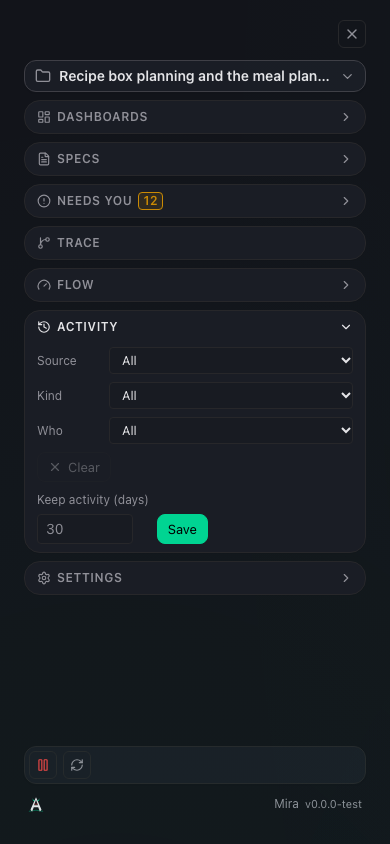 Recipe box planning and the meal plan...
DASHBOARDS
SPECS
NEEDS YOU 12
TRACE
FLOW
ACTIVITY
Source All
Kind All
Who All
Clear
Keep activity (days)
30 Save
SETTINGS
Mira v0.0.0-test